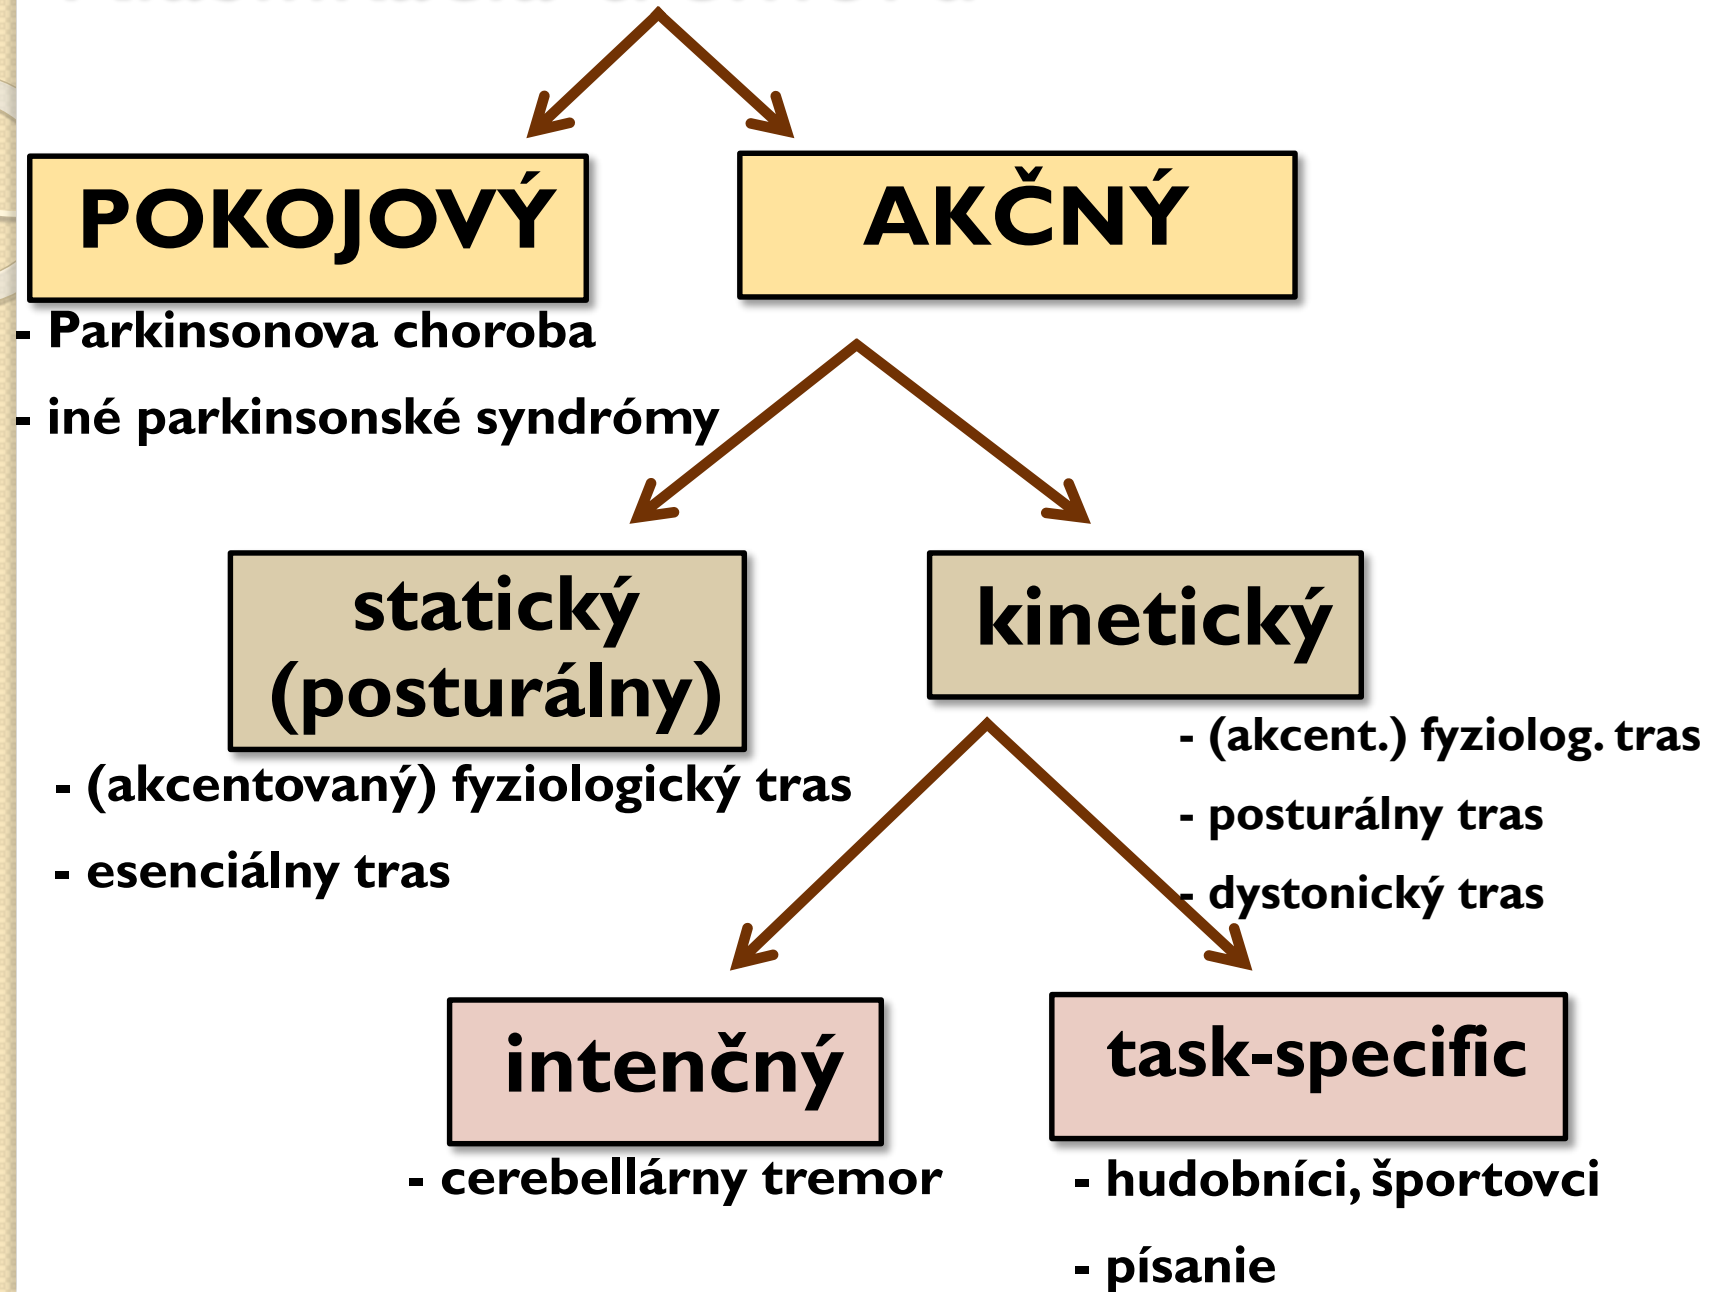 POKOJOVÝ
AKČNÝ
- Parkinsonova choroba
- iné parkinsonské syndrómy
statický
(posturálny)
kinetický
- (akcentovaný) fyziologický tras
- esenciálny tras
- (akcent.) fyziolog. tras
- posturálny tras
- dystonický tras
intenčný
task-specific
- cerebellárny tremor
- hudobníci, športovci
- písanie